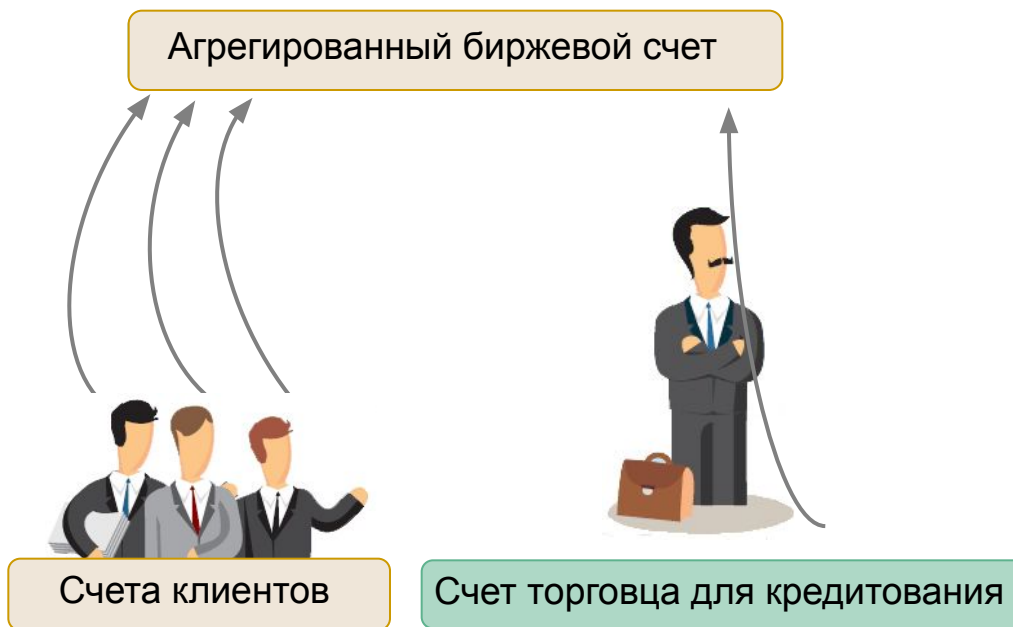 Агрегированный биржевой счет
Счета клиентов
Счет торговца для кредитования